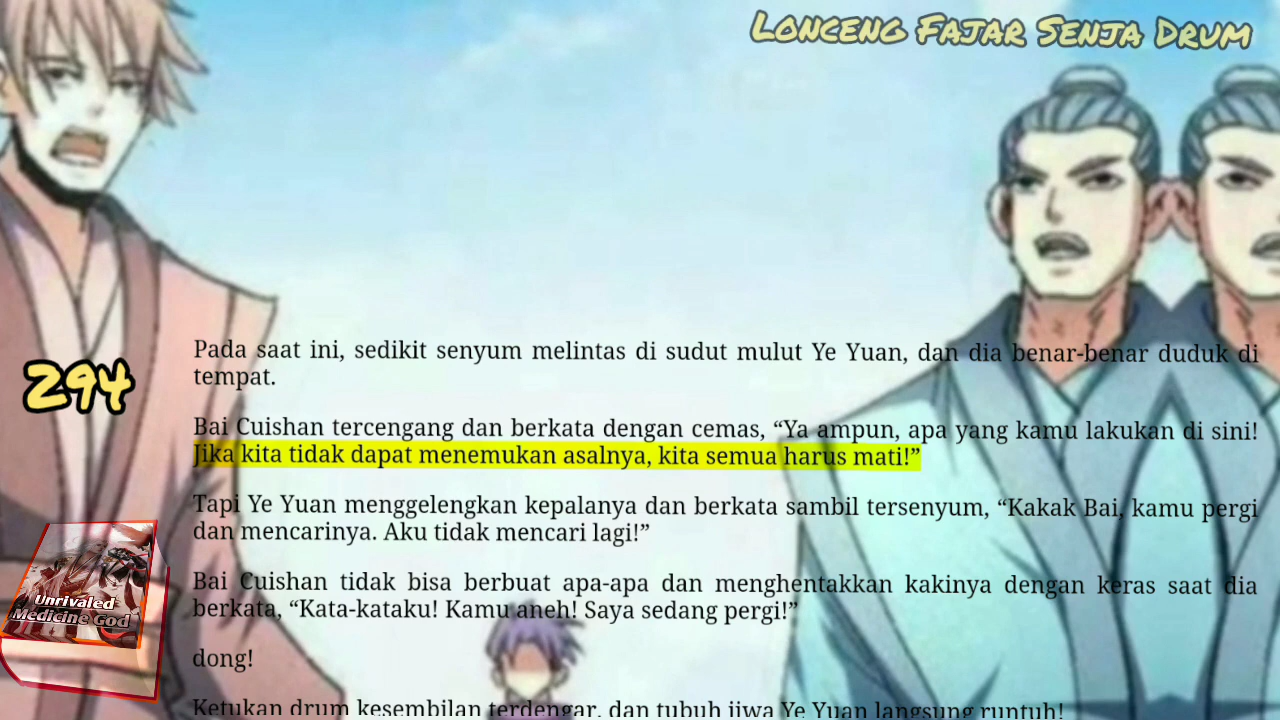 Lonceng Fajar Senja Drum
Pada saat ini, sedikit senyum melintas di sudut mulut Ye Yuan, dan dia benar-benar duduk di
tempat.
294
Bai Cuishan tercengang dan berkata dengan cemas, “Ya ampun, apa yang kamu lakukan di sini!
Jika kita tidak dapat menemukan asalnya, kita semua harus mati!”
Tapi Ye Yuan menggelengkan kepalanya dan berkata sambil tersenyum, “Kakak Bai, kamu pergi
dan mencarinya. Aku tidak mencari lagi!”
Bai Cuishan tidak bisa berbuat apa-apa dan menghentakkan kakinya dengan keras saat dia
berkata, “Kata-kataku! Kamu aneh! Saya sedang pergi!”
Unrivaled
Medicine God
dong!
Ketukan drum kesembilan terdengar, dan tubuh jiwa Ye Yuan langsung runtuh!